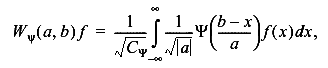 W_ψ(a, b) f = \frac{1}{\sqrt{C_Ψ}} \int_{-∞}^{∞} \frac{1}{\sqrt{|a|}} Ψ\left(\frac{b-x}{a}\right) f(x)dx,